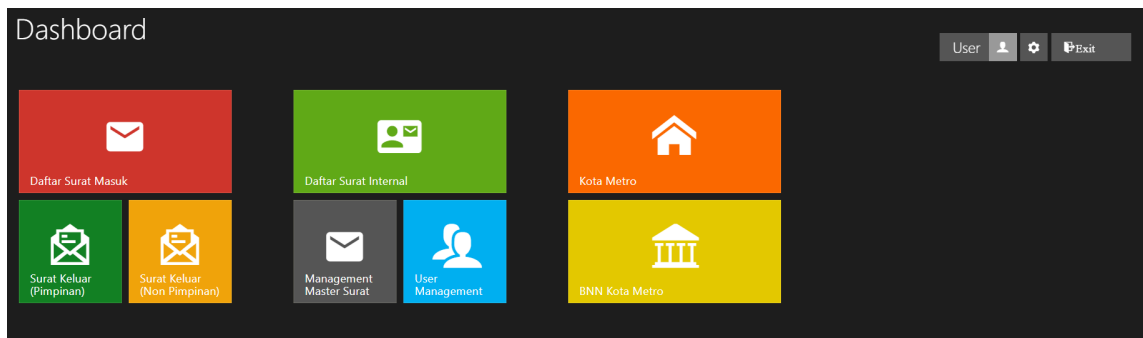 Dashboard
User
Exit
Daftar Surat Masuk
Daftar Surat Internal
Kota Metro
Surat Keluar
(Pimpinan)
Surat Keluar
(Non Pimpinan)
Management
Master Surat
User
Management
BNN Kota Metro